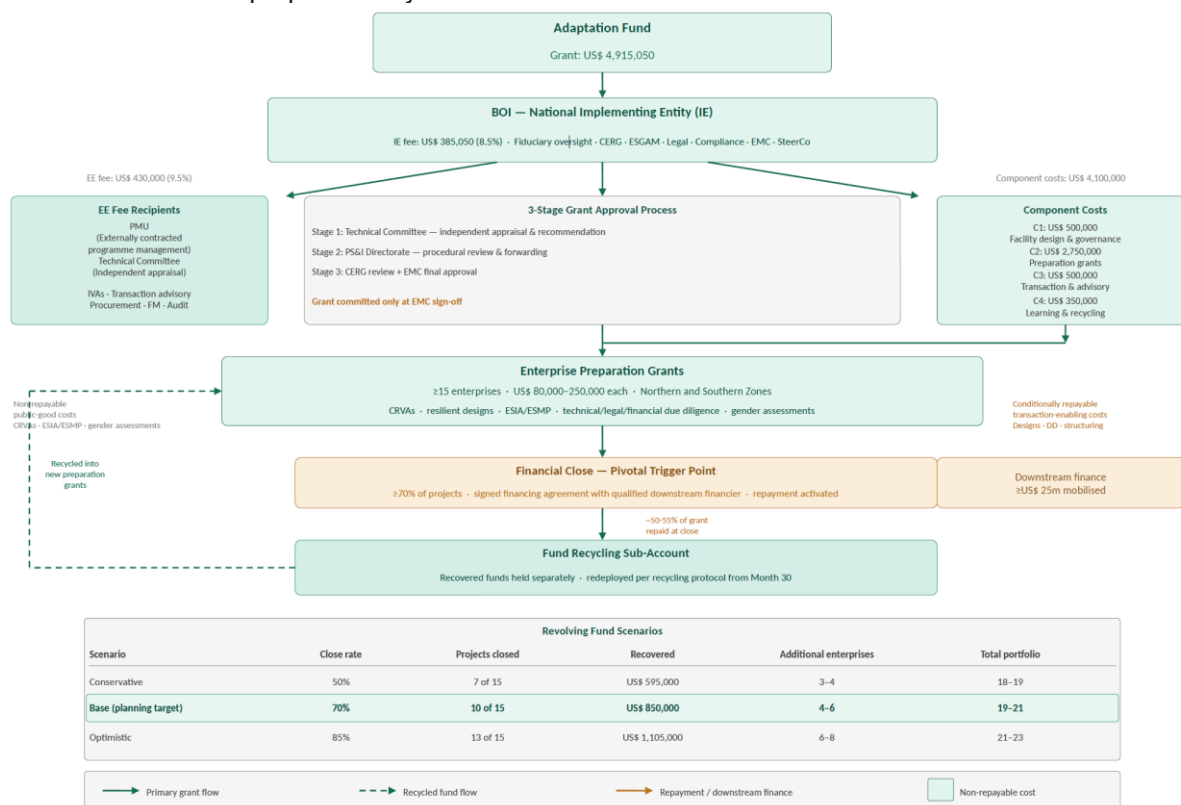 Adaptation Fund
Grant: US$ 4,915,050
BOI — National Implementing Entity (IE)
IE fee: US$ 385,050 (8.5%) · Fiduciary oversight · CERG · ESGAM · Legal · Compliance · EMC · SteerCo
EE fee: US$ 430,000 (9.5%)
Component costs: US$ 4,100,000
EE Fee Recipients
PMU
(Externally contracted
programme management)
Technical Committee
(Independent appraisal)
IVAs · Transaction advisory
Procurement · FM · Audit
3-Stage Grant Approval Process
Stage 1: Technical Committee — independent appraisal & recommendation
Stage 2: PS&I Directorate — procedural review & forwarding
Stage 3: CERG review + EMC final approval
Grant committed only at EMC sign-off
Component Costs
C1: US$ 500,000
Facility design & governance
C2: US$ 2,750,000
Preparation grants
C3: US$ 500,000
Transaction & advisory
C4: US$ 350,000
Learning & recycling
Enterprise Preparation Grants
≥15 enterprises · US$ 80,000–250,000 each · Northern and Southern Zones
CRVAs · resilient designs · ESIA/ESMP · technical/legal/financial due diligence · gender assessments
Non-repayable
public-good costs
CRVAs · ESIA/ESMP · gender assessments
Conditionally repayable
transaction-enabling costs
Designs · DD · structuring
Recycled into
new preparation
grants
Financial Close — Pivotal Trigger Point
≥70% of projects · signed financing agreement with qualified downstream financier · repayment activated
Downstream finance
≥US$ 25m mobilised
~50-55% of grant
repaid at close
Fund Recycling Sub-Account
Recovered funds held separately · redeployed per recycling protocol from Month 30
Revolving Fund Scenarios
Scenario Close rate Projects closed Recovered Additional enterprises Total portfolio
Conservative 50% 7 of 15 US$ 595,000 3–4 18–19
Base (planning target) 70% 10 of 15 US$ 850,000 4–6 19–21
Optimistic 85% 13 of 15 US$ 1,105,000 6–8 21–23
Primary grant flow Recycled fund flow Repayment / downstream finance Non-repayable cost